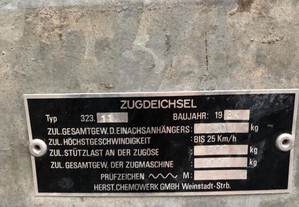 ZUGDEICHSEL
Typ 323.11 BAUJAHR: 19
ZUL.GESAMTGEW.D.EINACHSANHÄNGERS: kg
ZUL.HÖCHSTGESCHWINDIGKEIT :BIS 25 Km/h
ZUL.STÜTZLAST AN DER ZUGÖSE : kg
ZUL.GESAMTGEW. DER ZUGMASCHINE : kg
PRÜFZEICHEN M:
HERST.CHEMOWERK GMBH Weinstadt-Strb.